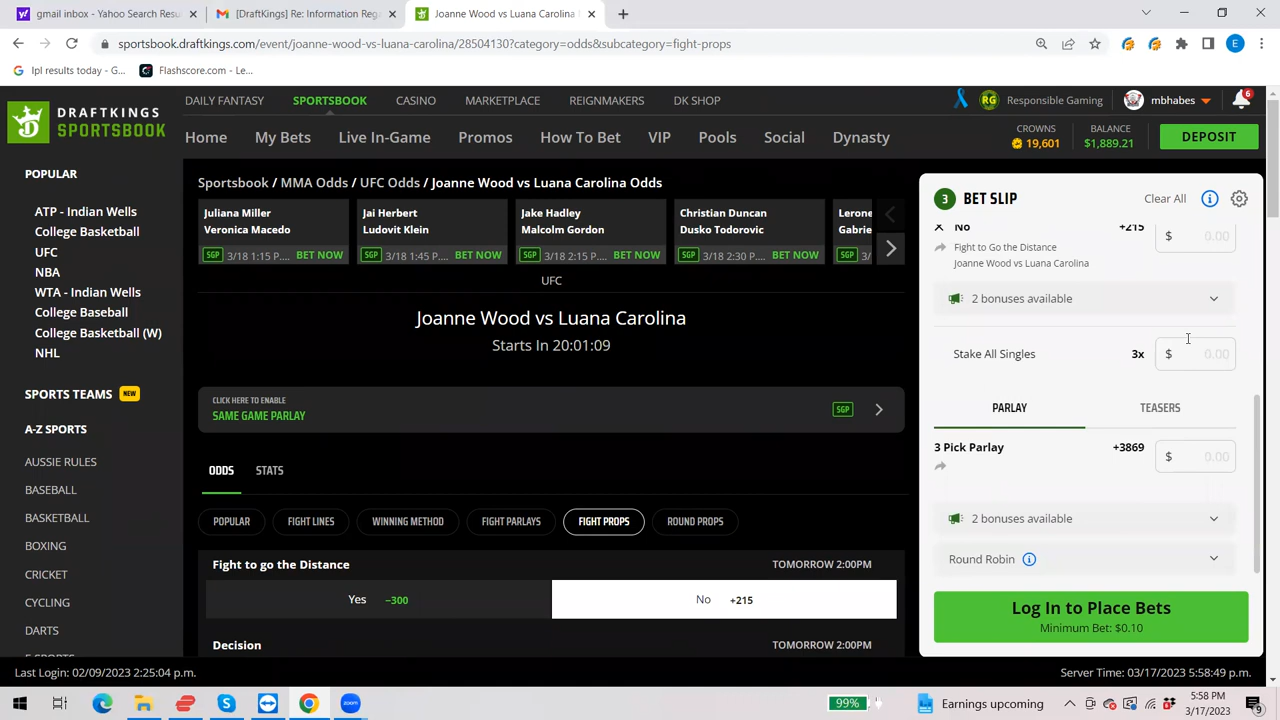 gmail inbox - Yahoo Search Resu
[DraftKings] Re: Information Reg
Joanne Wood vs Luana Carolina
sportsbook.draftkings.com/event/joanne-wood-vs-luana-carolina/28504130?category=odds&subcategory=fight-props
E
Ipl results today - G...
Flashscore.com - Le...
DRAFTKINGS
SPORTSBOOK
DAILY FANTASY
SPORTSBOOK
CASINO
MARKETPLACE
REIGNMAKERS
DK SHOP
RG
Responsible Gaming
mbhabes
6
Home
My Bets
Live In-Game
Promos
How To Bet
VIP
Pools
Social
Dynasty
CROWNS
19,601
BALANCE
$1,889.21
DEPOSIT
POPULAR
ATP - Indian Wells
College Basketball
UFC
NBA
WTA - Indian Wells
College Baseball
College Basketball (W)
NHL
SPORTS TEAMS NEW
A-Z SPORTS
AUSSIE RULES
BASEBALL
BASKETBALL
BOXING
CRICKET
CYCLING
DARTS
Sportsbook / MMA Odds / UFC Odds / Joanne Wood vs Luana Carolina Odds
Juliana Miller
Veronica Macedo
SGP 3/18 1:15 P.... BET NOW
Jai Herbert
Ludovit Klein
SGP 3/18 1:45 P.... BET NOW
Jake Hadley
Malcolm Gordon
SGP 3/18 2:15 P.... BET NOW
Christian Duncan
Dusko Todorovic
SGP 3/18 2:30 P.... BET NOW
Lerone
Gabrie
SGP 3/
UFC
Joanne Wood vs Luana Carolina
Starts In 20:01:09
CLICK HERE TO ENABLE
SAME GAME PARLAY
SGP
ODDS
STATS
POPULAR
FIGHT LINES
WINNING METHOD
FIGHT PARLAYS
FIGHT PROPS
ROUND PROPS
Fight to go the Distance
TOMORROW 2:00PM
Yes −300
No +215
Decision
TOMORROW 2:00PM
3 BET SLIP
Clear All
No +215
$ 0.00
Fight to Go the Distance
Joanne Wood vs Luana Carolina
2 bonuses available
Stake All Singles 3x $ 0.00
PARLAY
TEASERS
3 Pick Parlay +3869 $ 0.00
2 bonuses available
Round Robin
Log In to Place Bets
Minimum Bet: $0.10
Last Login: 02/09/2023 2:25:04 p.m.
Server Time: 03/17/2023 5:58:49 p.m.
99%
Earnings upcoming
5:58 PM
3/17/2023
9